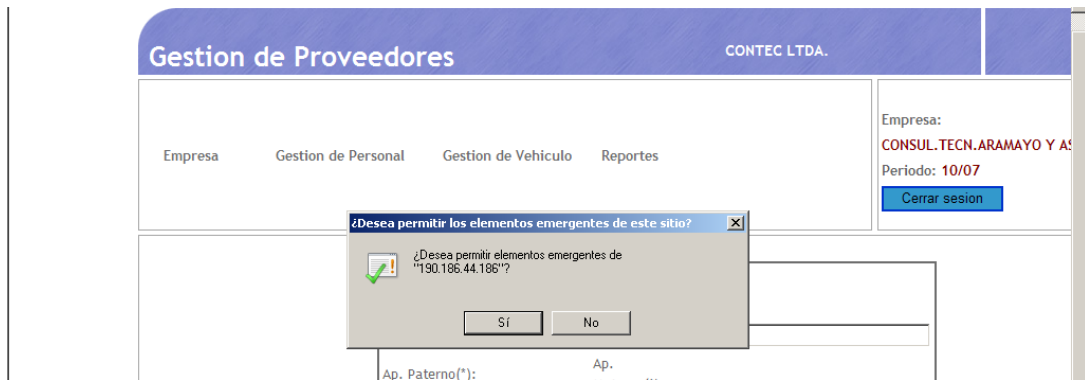 Gestion de Proveedores
CONTEC LTDA.
Empresa Gestion de Personal Gestion de Vehiculo Reportes
Empresa:
CONSUL.TECN.ARAMAYO Y
Periodo: 10/07
Cerrar sesion
¿Desea permitir los elementos emergentes de este sitio?
¿Desea permitir elementos emergentes de
"190.186.44.186"?
Sí No
Ap. Paterno(*):
Ap.